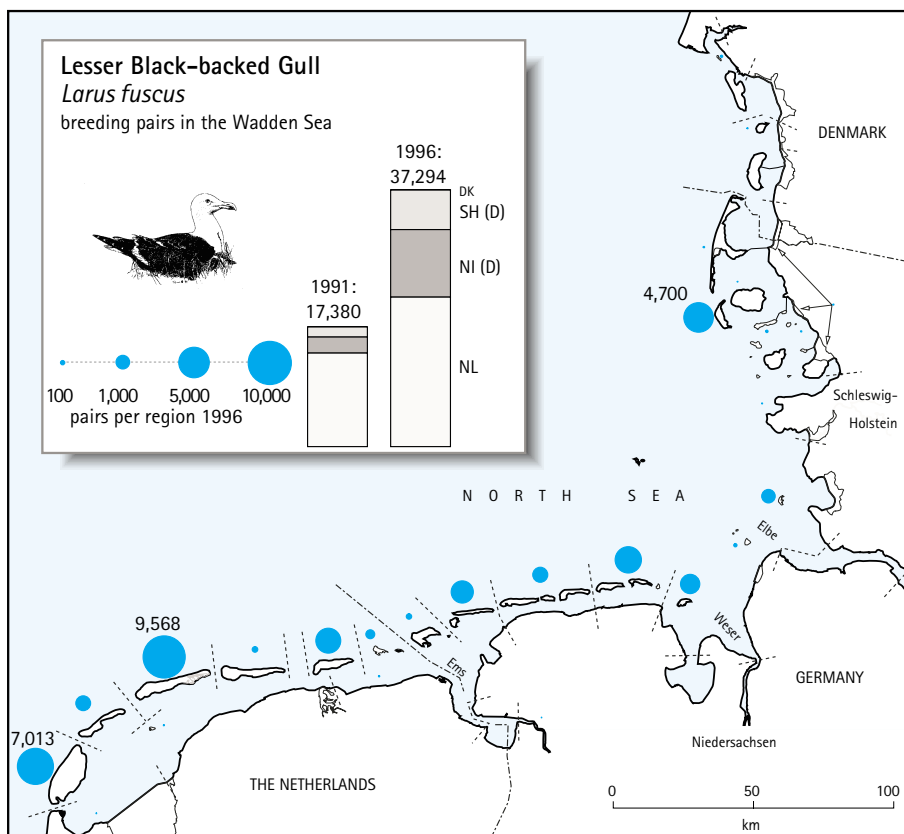 Lesser Black-backed Gull
Larus fuscus
breeding pairs in the Wadden Sea
1996:
37,294
DK
SH (D)
NI (D)
NL
1991:
17,380
100 1,000 5,000 10,000
pairs per region 1996
DENMARK
4,700
Schleswig-
Holstein
NORTH SEA
Elbe
9,568
Ems
Weser
GERMANY
7,013
Niedersachsen
THE NETHERLANDS
0 100
km